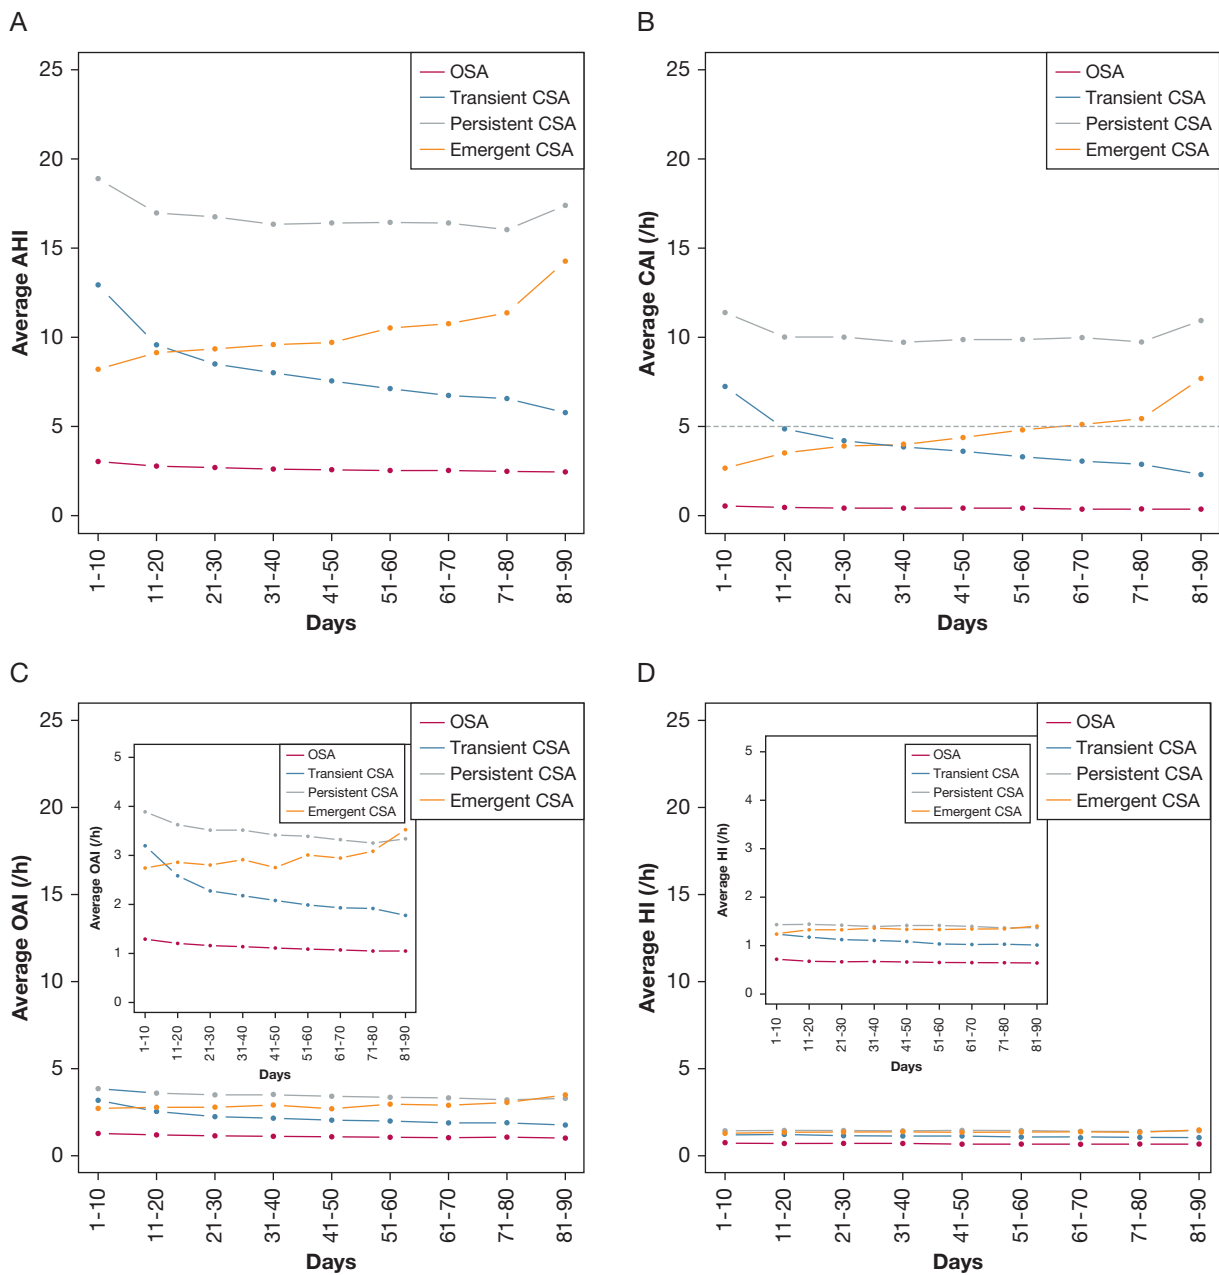 A
Average AHI
25
20
15
10
5
0
OSA
Transient CSA
Persistent CSA
Emergent CSA
1-10
11-20
21-30
31-40
41-50
51-60
61-70
71-80
81-90
Days
B
Average CAI (/h)
25
20
15
10
5
0
OSA
Transient CSA
Persistent CSA
Emergent CSA
1-10
11-20
21-30
31-40
41-50
51-60
61-70
71-80
81-90
Days
C
Average OAI (/h)
25
20
15
10
5
0
OSA
Transient CSA
Persistent CSA
Emergent CSA
Average OAI (/h)
5
4
3
2
1
0
OSA
Transient CSA
Persistent CSA
Emergent CSA
1-10
11-20
21-30
31-40
41-50
51-60
61-70
71-80
81-90
Days
1-10
11-20
21-30
31-40
41-50
51-60
61-70
71-80
81-90
Days
D
Average HI (/h)
25
20
15
10
5
0
OSA
Transient CSA
Persistent CSA
Emergent CSA
Average HI (/h)
5
4
3
2
1
0
OSA
Transient CSA
Persistent CSA
Emergent CSA
1-10
11-20
21-30
31-40
41-50
51-60
61-70
71-80
81-90
Days
1-10
11-20
21-30
31-40
41-50
51-60
61-70
71-80
81-90
Days